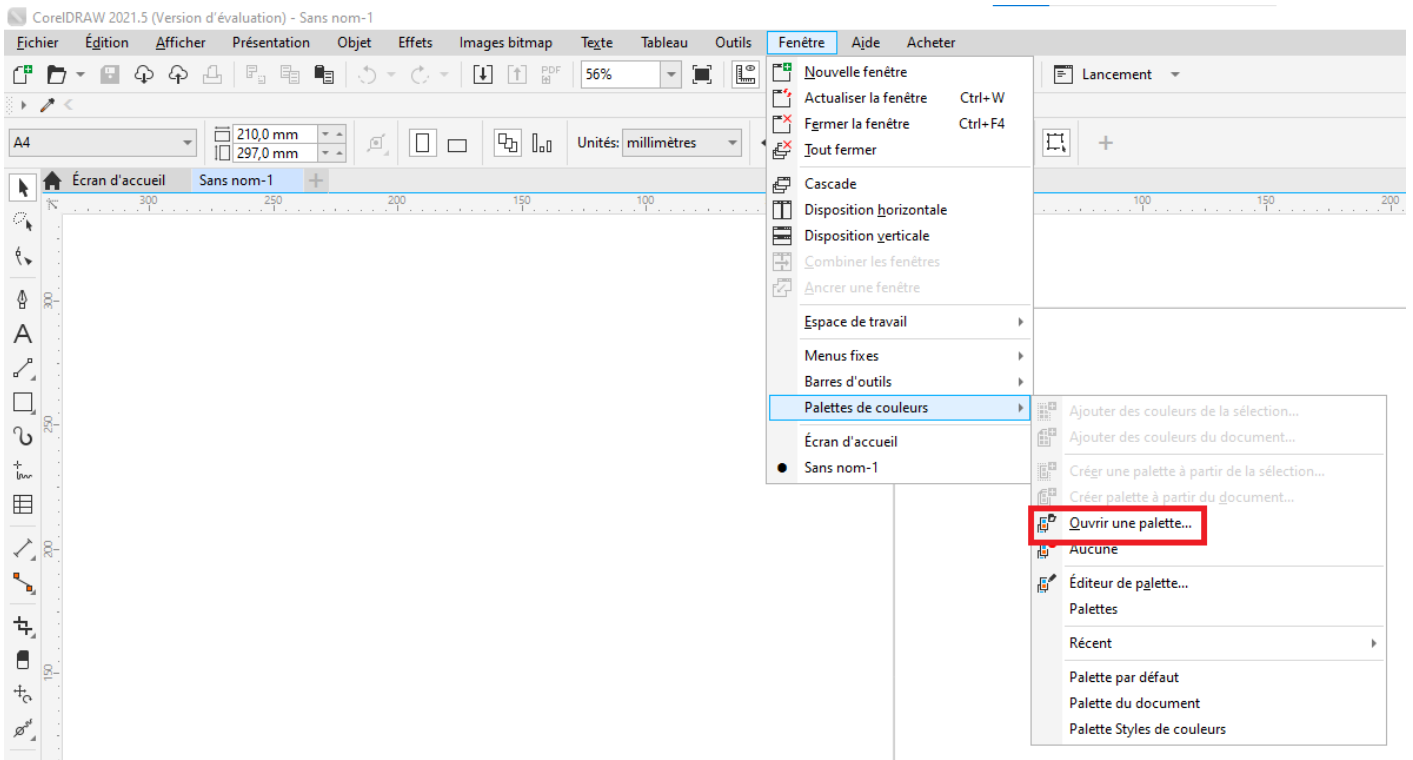 CorelDRAW 2021.5 (Version d'évaluation) - Sans nom-1
Fichier Édition Afficher Présentation Objet Effets Images bitmap Texte Tableau Outils Fenêtre Aide Acheter
PDF 56% Lancement
A4 210,0 mm 297,0 mm Unités: millimètres
Écran d'accueil Sans nom-1
300 250 200 150 100 100 150 200
300
250
200
150
Nouvelle fenêtre
Actualiser la fenêtre Ctrl+W
Fermer la fenêtre Ctrl+F4
Tout fermer
Cascade
Disposition horizontale
Disposition verticale
Combiner les fenêtres
Ancrer une fenêtre
Espace de travail
Menus fixes
Barres d'outils
Palettes de couleurs
Écran d'accueil
Sans nom-1
Ajouter des couleurs de la sélection...
Ajouter des couleurs du document...
Créer une palette à partir de la sélection...
Créer palette à partir du document...
Ouvrir une palette...
Aucune
Éditeur de palette...
Palettes
Récent
Palette par défaut
Palette du document
Palette Styles de couleurs